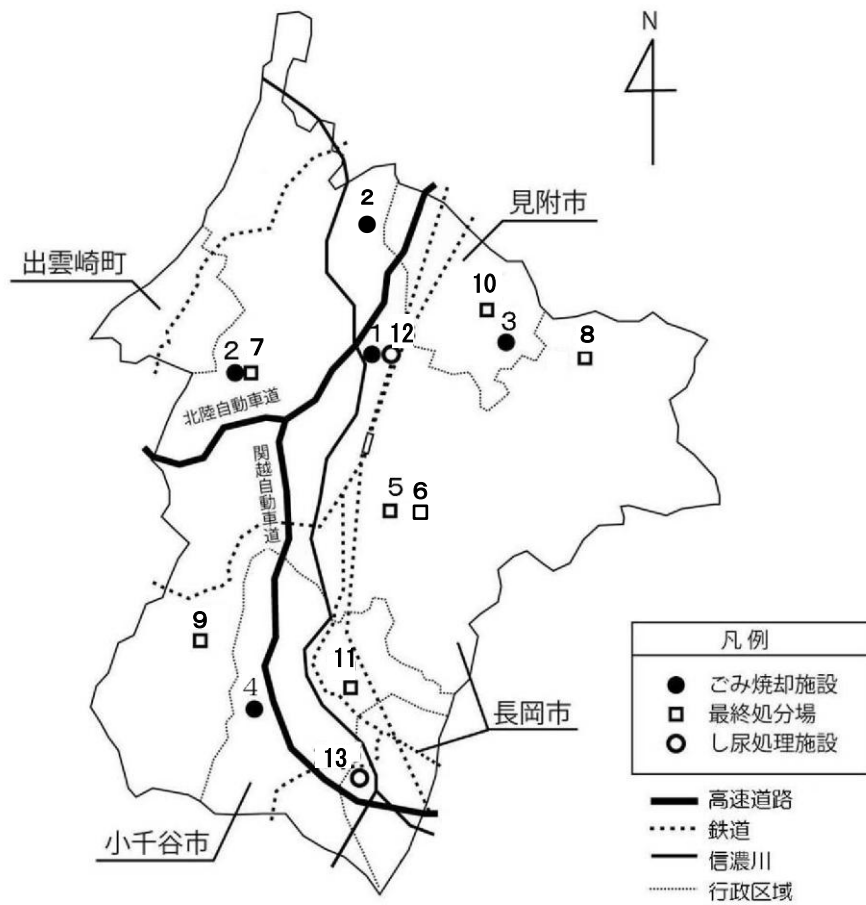 N
見附市
2
出雲崎町
10
3
8
1
12
2
7
北陸自動車道
関越自動車道
5
6
9
11
4
長岡市
13
小千谷市
凡例
ごみ焼却施設
最終処分場
し尿処理施設
高速道路
鉄道
信濃川
行政区域